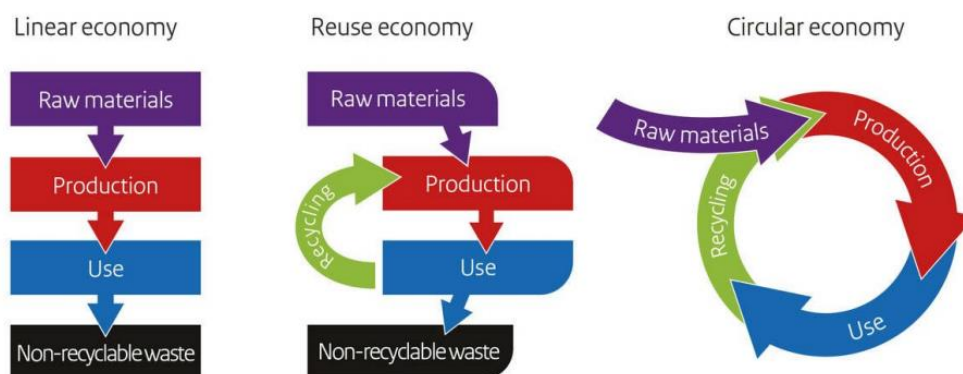 Linear economy
Raw materials
Production
Use
Non-recyclable waste
Reuse economy
Raw materials
Production
Recycling
Use
Non-recyclable waste
Circular economy
Raw materials
Production
Use
Recycling